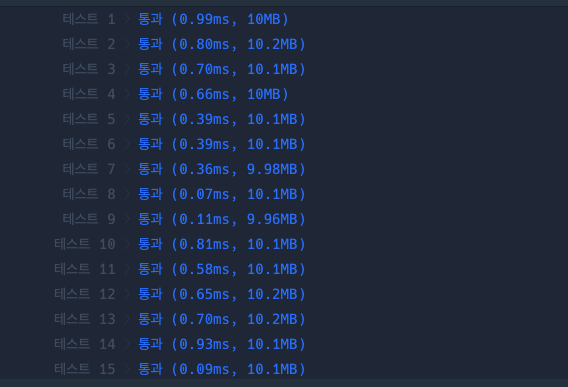 테스트 1 > 통과 (0.99ms, 10MB)
테스트 2 > 통과 (0.80ms, 10.2MB)
테스트 3 > 통과 (0.70ms, 10.1MB)
테스트 4 > 통과 (0.66ms, 10MB)
테스트 5 > 통과 (0.39ms, 10.1MB)
테스트 6 > 통과 (0.39ms, 10.1MB)
테스트 7 > 통과 (0.36ms, 9.98MB)
테스트 8 > 통과 (0.07ms, 10.1MB)
테스트 9 > 통과 (0.11ms, 9.96MB)
테스트 10 > 통과 (0.81ms, 10.1MB)
테스트 11 > 통과 (0.58ms, 10.1MB)
테스트 12 > 통과 (0.65ms, 10.2MB)
테스트 13 > 통과 (0.70ms, 10.2MB)
테스트 14 > 통과 (0.93ms, 10.1MB)
테스트 15 > 통과 (0.09ms, 10.1MB)